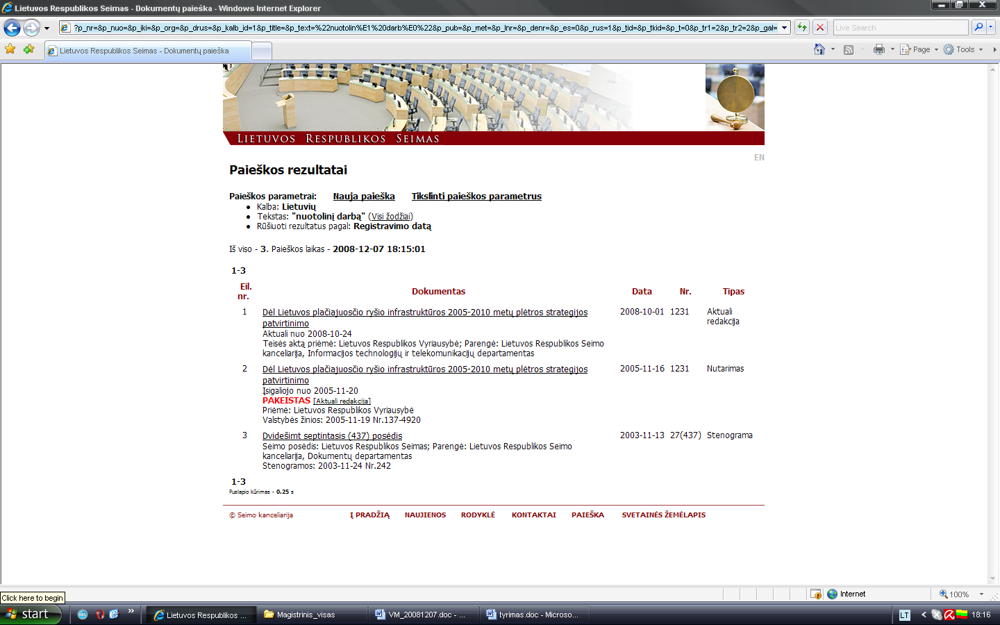 Lietuvos Respublikos Seimas - Dokumentų paieška - Windows Internet Explorer
?p_nr=&p_nuo=&p_iki=&p_org=&p_drus=&p_kalb_id=1&p_title=&p_text=%22nuotolin%E1%20darb%E0%22&p_pub=&p_met=&p_lnr=&p_denr=&p_es=0&p_rus=1&p_tid=&p_tkid=&p_t=0&p_tr1=2&p_tr2=2&p_gal=
Live Search
Lietuvos Respublikos Seimas - Dokumentų paieška
Page
Tools
LIETUVOS RESPUBLIKOS SEIMAS
EN
Paieškos rezultatai
Paieškos parametrai: Nauja paieška Tikslinti paieškos parametrus
• Kalba: Lietuvių
• Tekstas: "nuotolinį darbą" (Visi žodžiai)
• Rūšiuoti rezultatus pagal: Registravimo datą
Iš viso - 3. Paieškos laikas - 2008-12-07 18:15:01
1-3
Eil. nr. Dokumentas Data Nr. Tipas
1 Dėl Lietuvos plačiajuosčio ryšio infrastruktūros 2005-2010 metų plėtros strategijos 2008-10-01 1231 Aktuali
patvirtinimo redakcija
Aktuali nuo 2008-10-24
Teisės aktą priėmė: Lietuvos Respublikos Vyriausybė; Parengė: Lietuvos Respublikos Seimo
kanceliarija, Informacijos technologijų ir telekomunikacijų departamentas
2 Dėl Lietuvos plačiajuosčio ryšio infrastruktūros 2005-2010 metų plėtros strategijos 2005-11-16 1231 Nutarimas
patvirtinimo
Įsigaliojo nuo 2005-11-20
PAKEISTAS [Aktuali redakcija]
Priėmė: Lietuvos Respublikos Vyriausybė
Valstybės žinios: 2005-11-19 Nr.137-4920
3 Dvidešimt septintasis (437) posėdis 2003-11-13 27(437) Stenograma
Seimo posėdis: Lietuvos Respublikos Seimas; Parengė: Lietuvos Respublikos Seimo
kanceliarija, Dokumentų departamentas
Stenogramos: 2003-11-24 Nr.242
1-3
Puslapio kūrimas - 0.25 s
© Seimo kanceliarija Į PRADŽIĄ NAUJIENOS RODYKLĖ KONTAKTAI PAIEŠKA SVETAINĖS ŽEMĖLAPIS
Click here to begin
Internet
100%
start
Lietuvos Respublikos ...
Magistrinis_visas
VM_20081207.doc - ...
tyrimas.doc - Microso...
LT
18:16